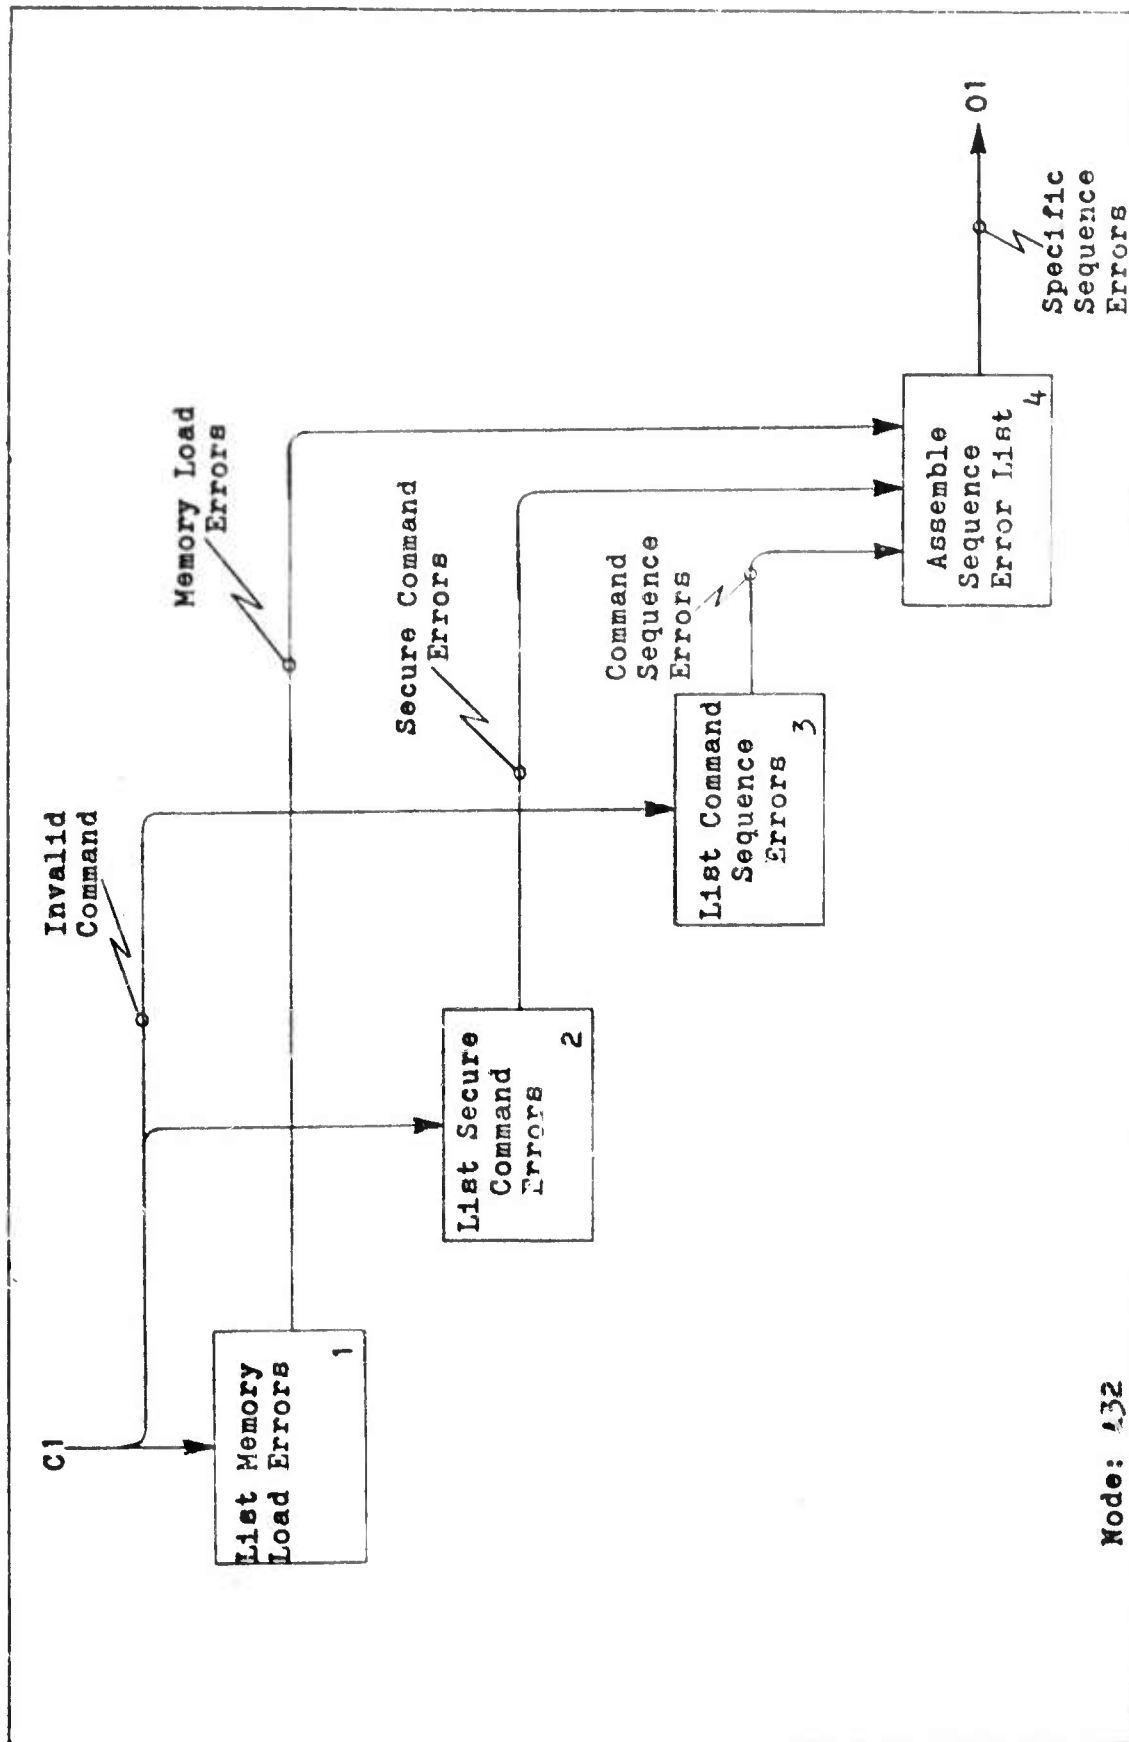 C1
Invalid
Command
Memory Load
Errors
List Memory
Load Errors
1
Secure Command
Errors
List Secure
Command
Errors
2
Command
Sequence
Errors
List Command
Sequence
Errors
3
Assemble
Sequence
Error List
4
O1
Specific
Sequence
Errors
Node: